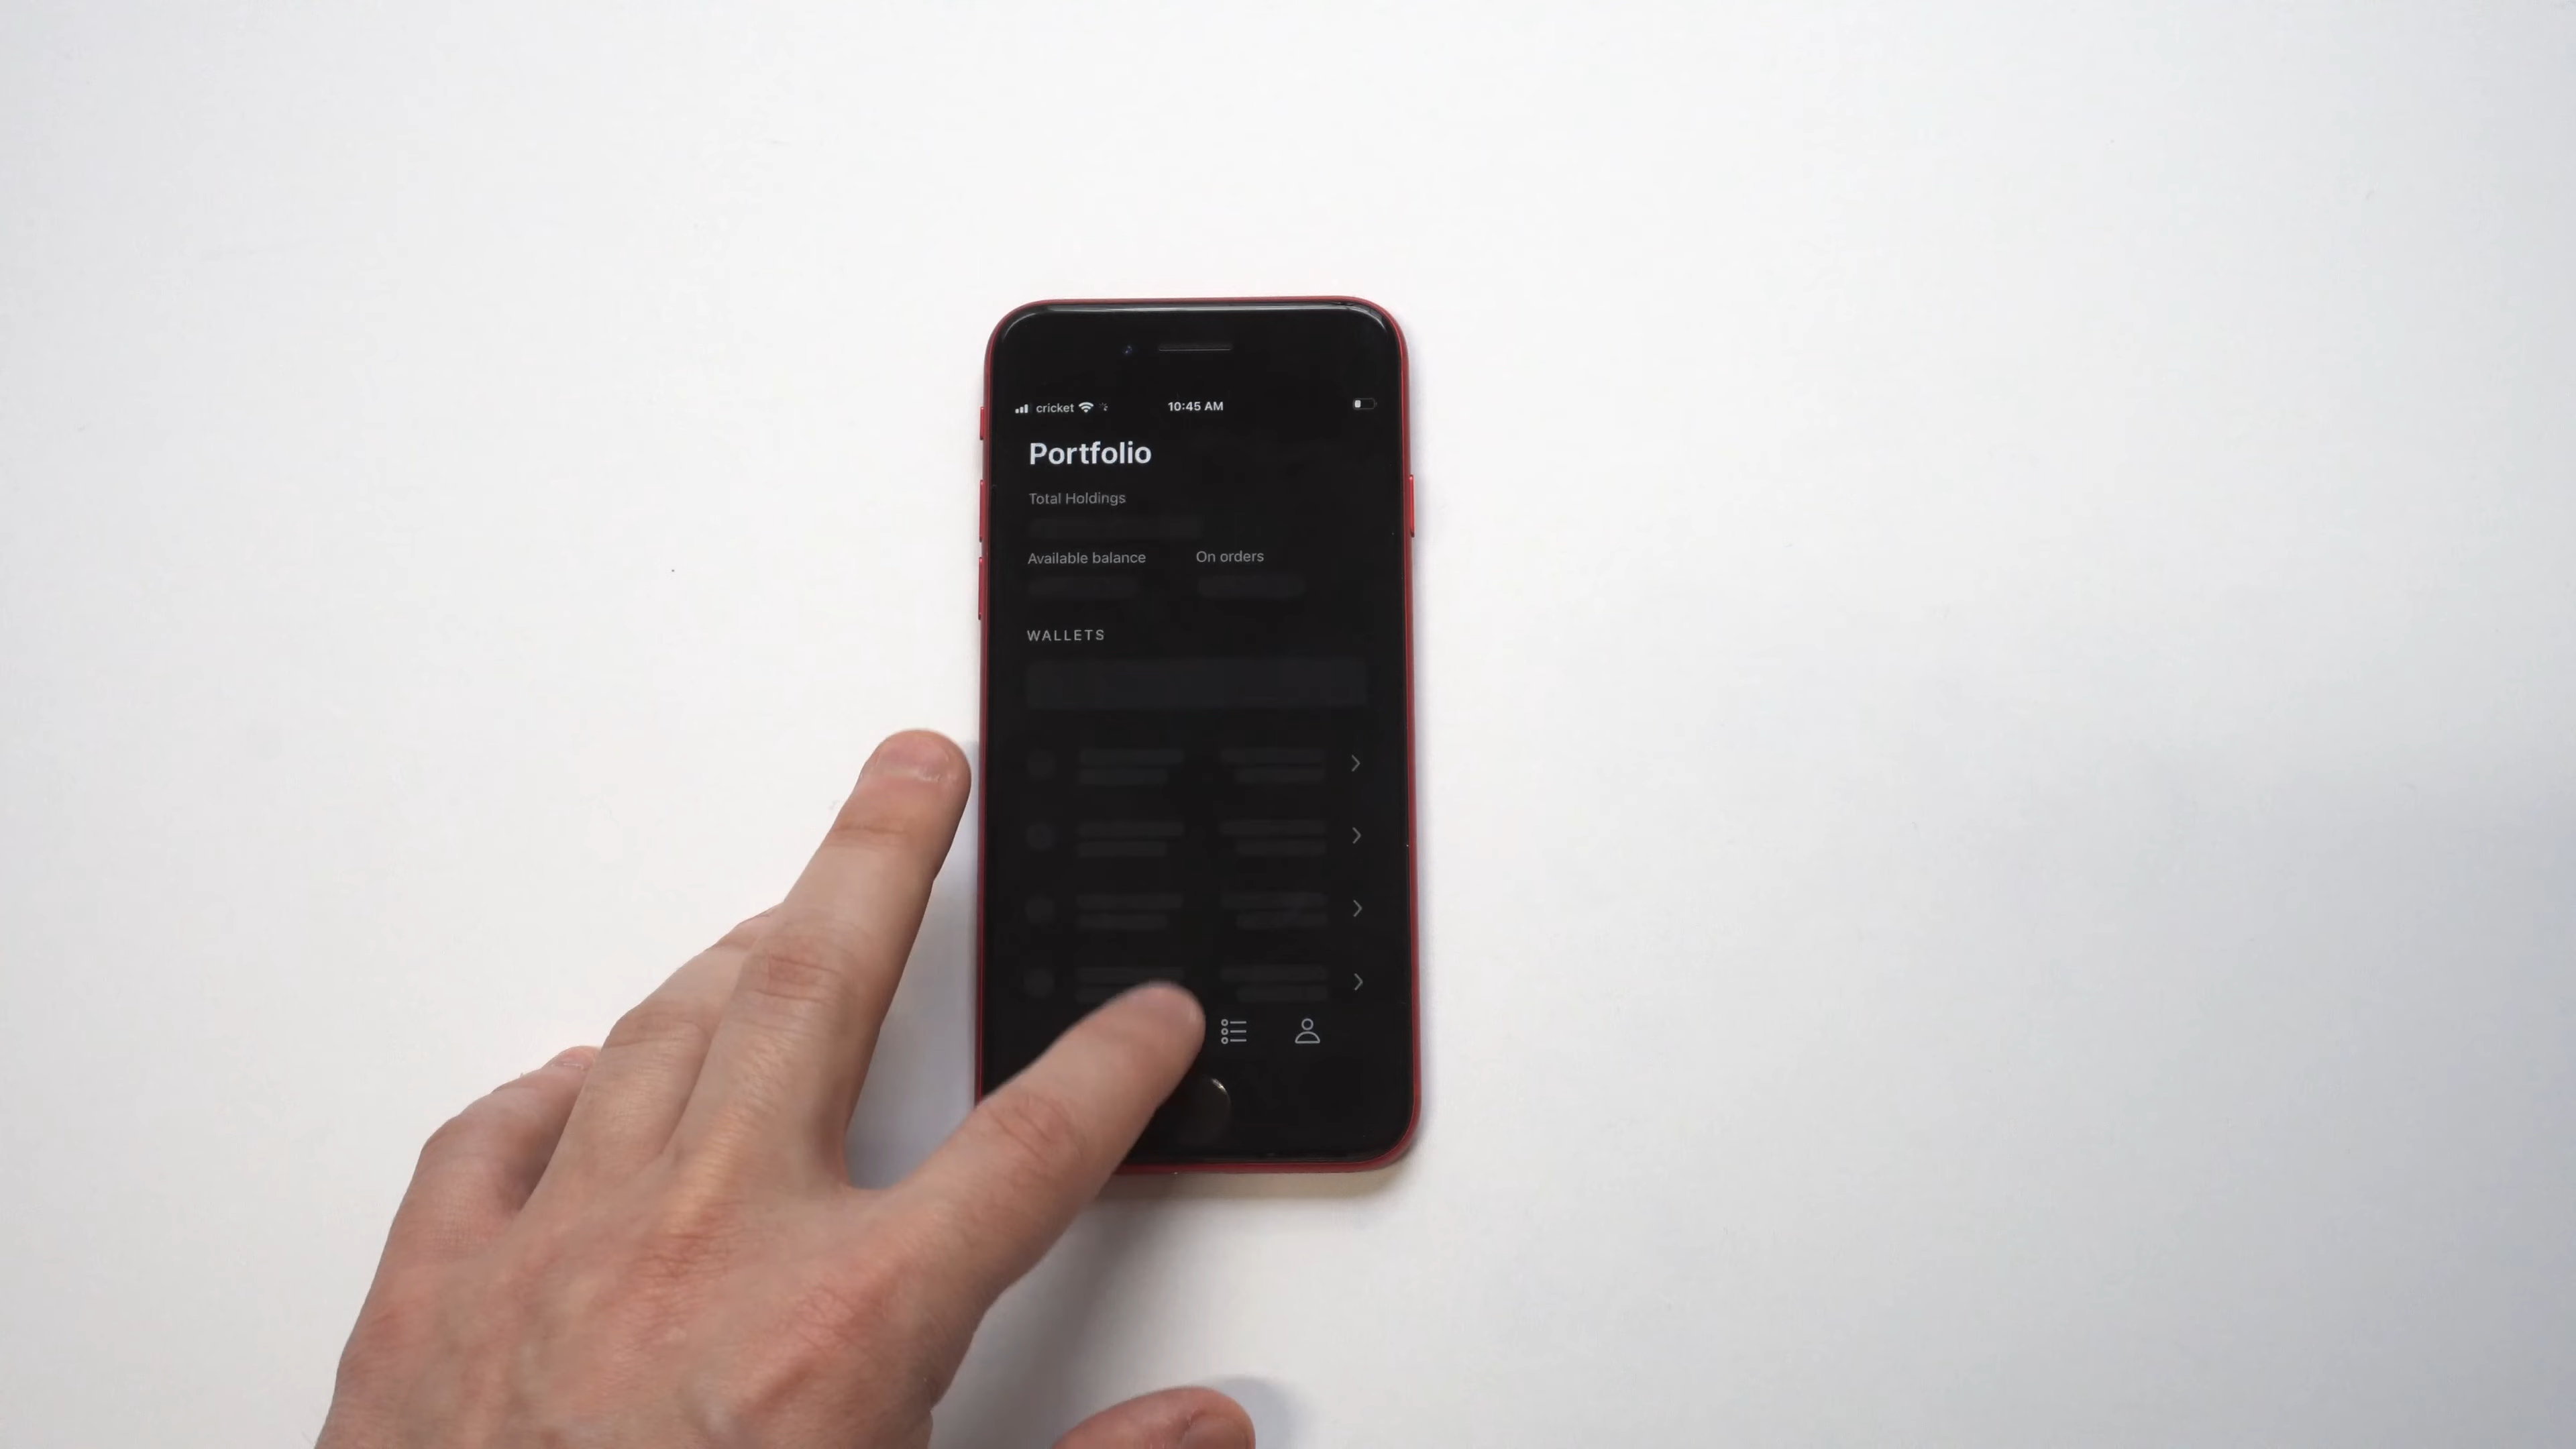 cricket 10:45 AM
Portfolio
Total Holdings
Available balance On orders
WALLETS